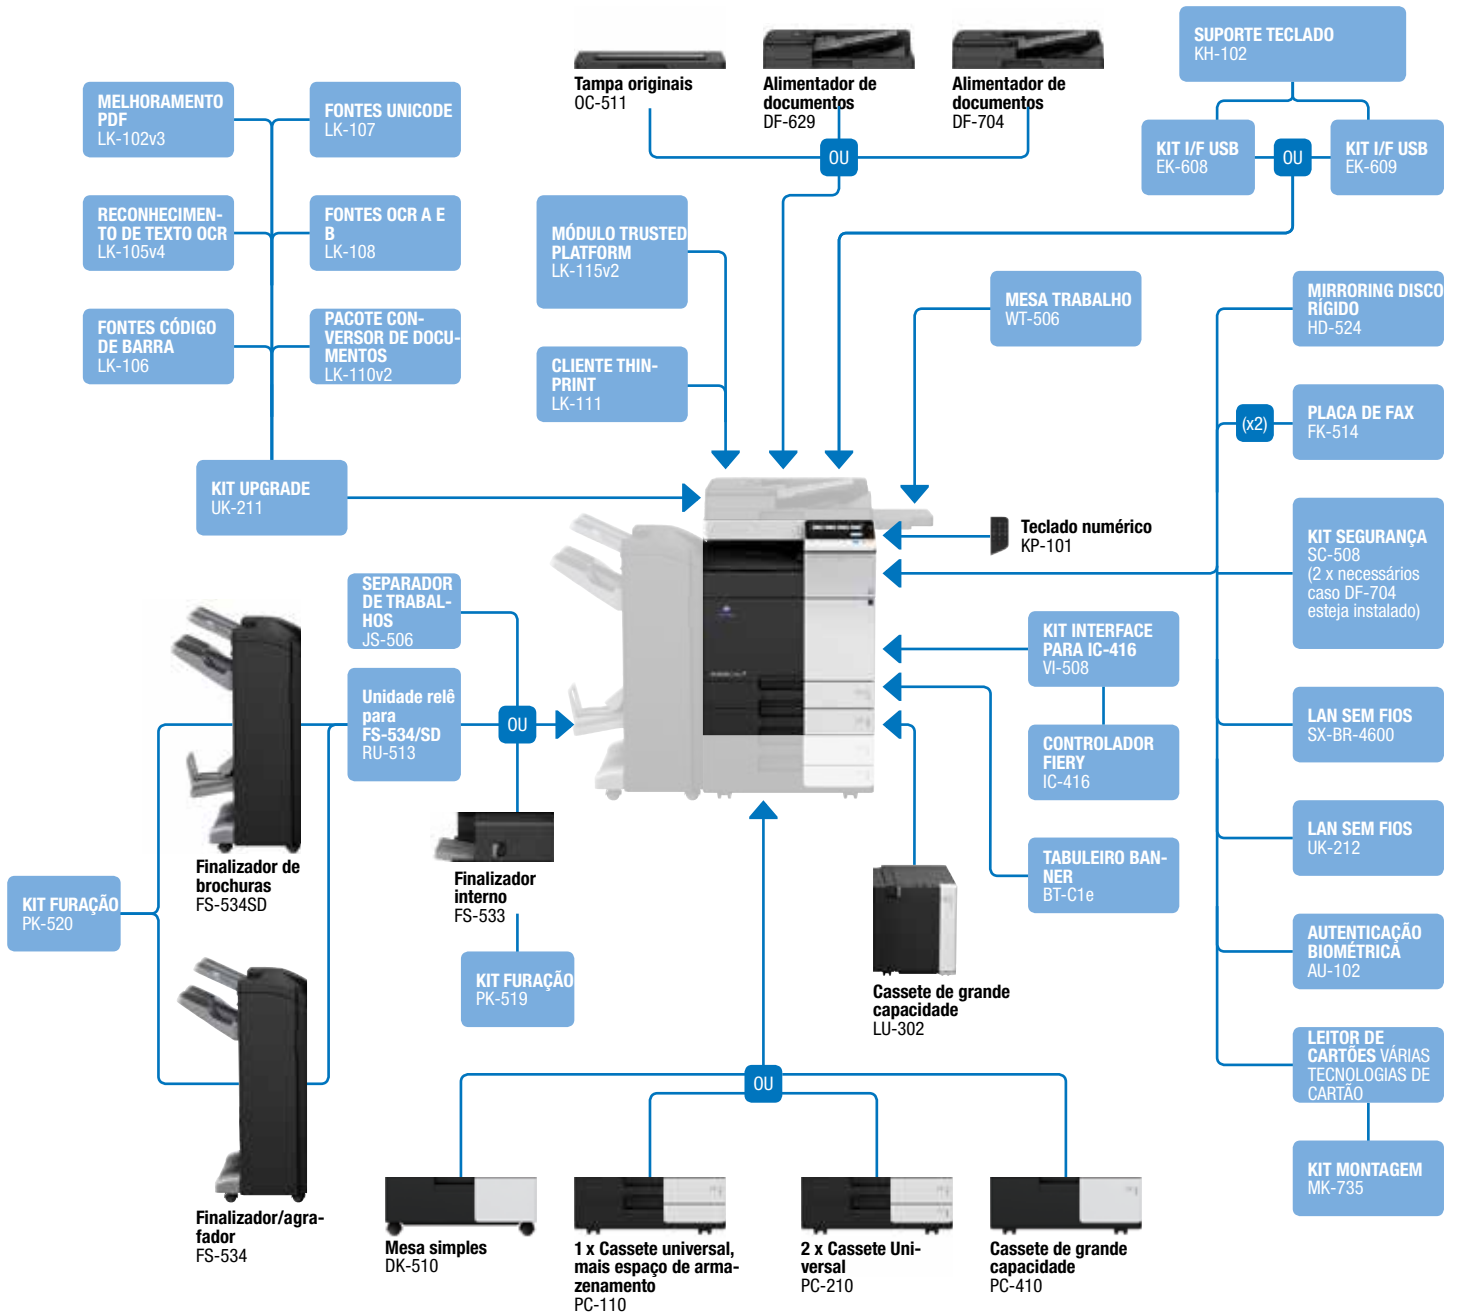 SUPORTE TECLADO
KH-102
KIT I/F USB
EK-608
OU
KIT I/F USB
EK-609
Tampa originais
OC-511
Alimentador de
documentos
DF-629
Alimentador de
documentos
DF-704
OU
MELHORAMENTO
PDF
LK-102v3
FONTES UNICODE
LK-107
RECONHECIMEN-
TO DE TEXTO OCR
LK-105v4
FONTES OCR A E
B
LK-108
FONTES CÓDIGO
DE BARRA
LK-106
PACOTE CON-
VERSOR DE DOCU-
MENTOS
LK-110v2
KIT UPGRADE
UK-211
MÓDULO TRUSTED
PLATFORM
LK-115v2
CLIENTE THIN-
PRINT
LK-111
MESA TRABALHO
WT-506
MIRRORING DISCO
RÍGIDO
HD-524
(x2)
PLACA DE FAX
FK-514
Teclado numérico
KP-101
KIT SEGURANÇA
SC-508
(2 x necessários
caso DF-704
esteja instalado)
SEPARADOR
DE TRABAL-
HOS
JS-506
Unidade relê
para
FS-534/SD
RU-513
OU
KIT INTERFACE
PARA IC-416
VI-508
CONTROLADOR
FIERY
IC-416
LAN SEM FIOS
SX-BR-4600
LAN SEM FIOS
UK-212
TABULEIRO BAN-
NER
BT-C1e
Finalizador de
brochuras
FS-534SD
Finalizador
interno
FS-533
KIT FURAÇÃO
PK-520
KIT FURAÇÃO
PK-519
Cassete de grande
capacidade
LU-302
AUTENTICAÇÃO
BIOMÉTRICA
AU-102
LEITOR DE
CARTÕES VÁRIAS
TECNOLOGIAS DE
CARTÃO
KIT MONTAGEM
MK-735
OU
Finalizador/agra-
fador
FS-534
Mesa simples
DK-510
1 x Cassete universal,
mais espaço de arma-
zenamento
PC-110
2 x Cassete Uni-
versal
PC-210
Cassete de grande
capacidade
PC-410